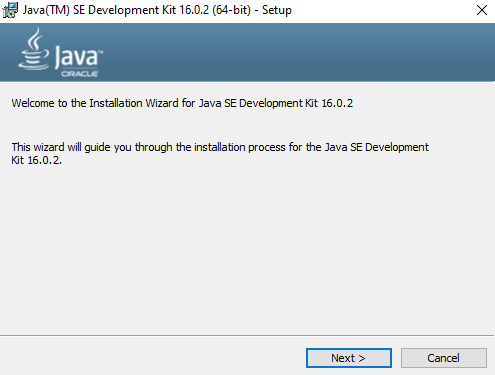 Java(TM) SE Development Kit 16.0.2 (64-bit) - Setup
Java™
ORACLE
Welcome to the Installation Wizard for Java SE Development Kit 16.0.2
This wizard will guide you through the installation process for the Java SE Development
Kit 16.0.2.
Next >
Cancel